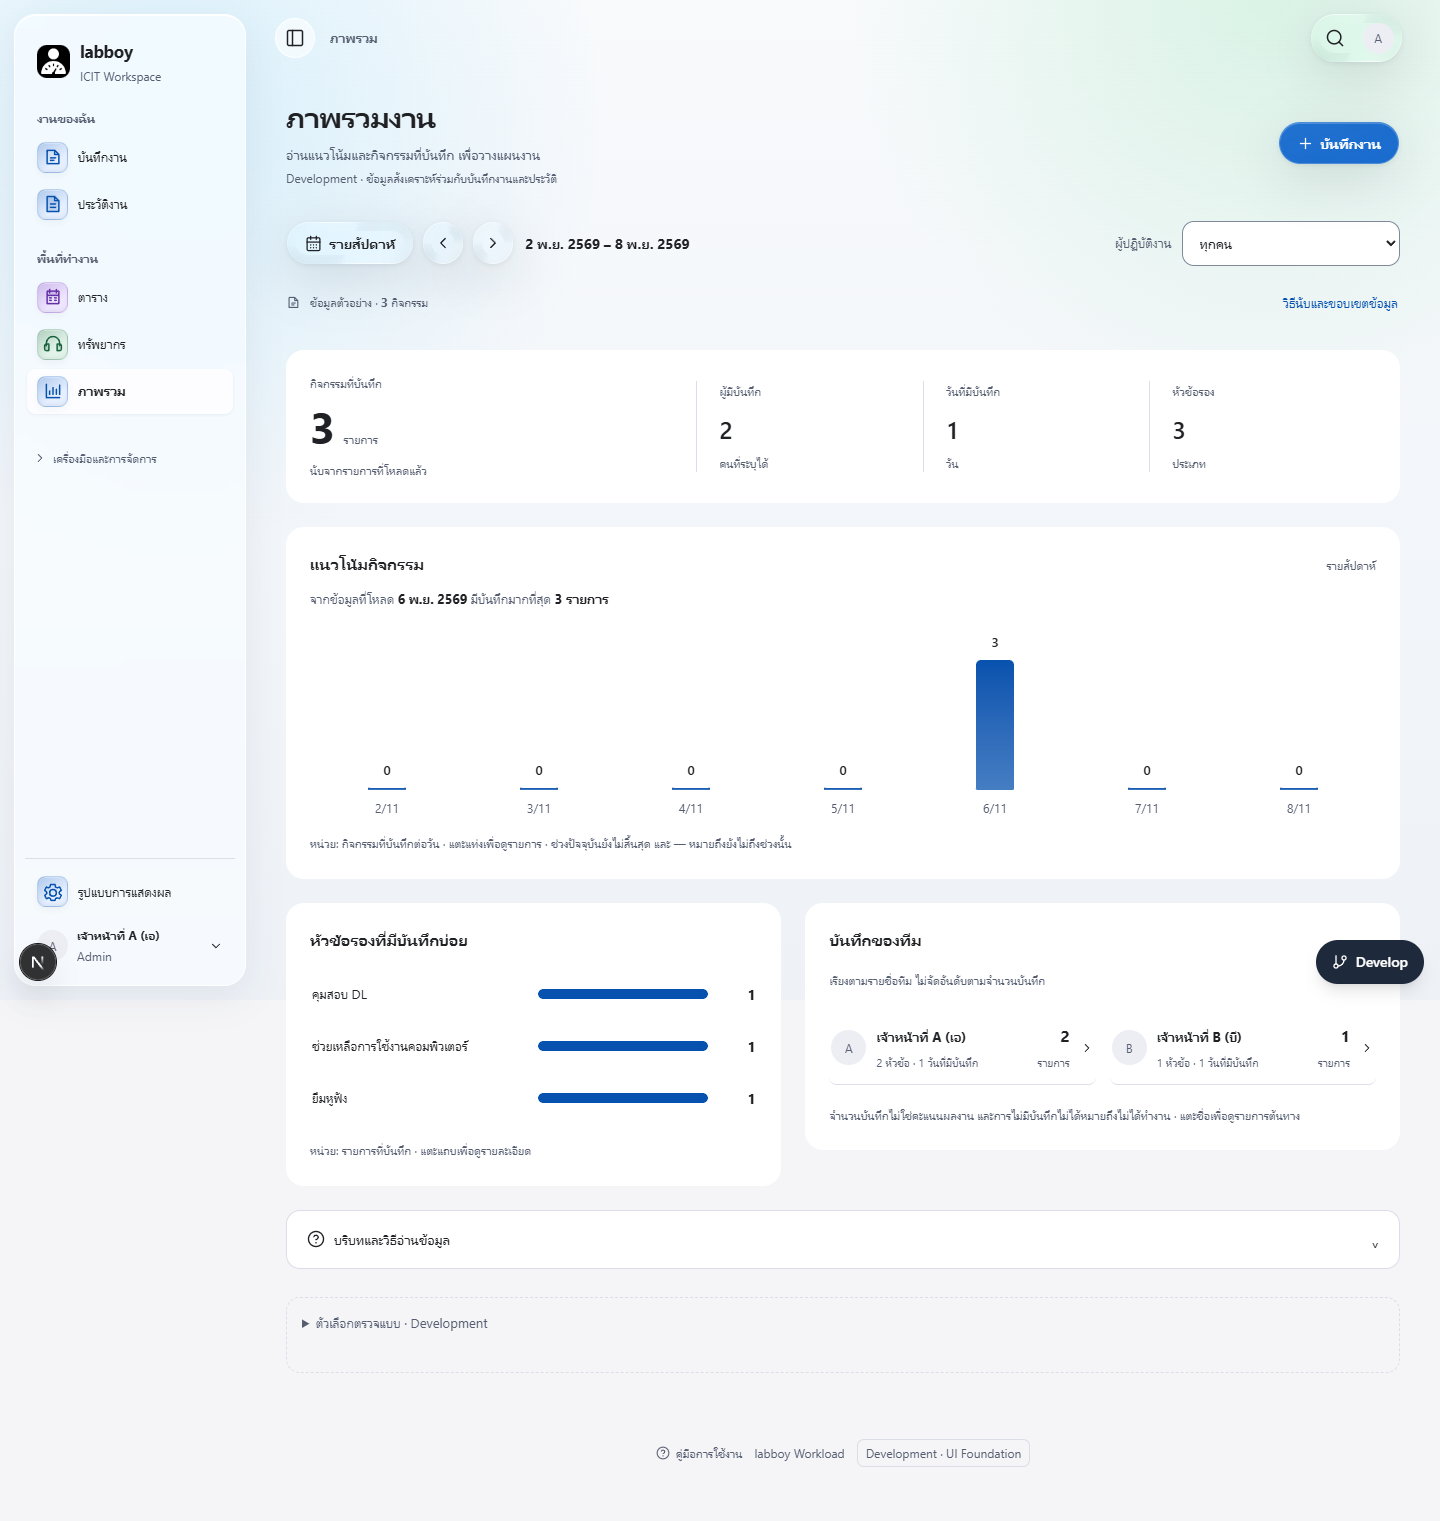 labboy
ICIT Workspace
งานของฉัน
บันทึกงาน
ประวัติงาน
พื้นที่ทำงาน
ตาราง
ทรัพยากร
ภาพรวม
เครื่องมือและการจัดการ
รูปแบบการแสดงผล
A
เจ้าหน้าที่ A (เอ)
Admin
N
ภาพรวม
A
ภาพรวมงาน
อ่านแนวโน้มและกิจกรรมที่บันทึก เพื่อวางแผนงาน
Development · ข้อมูลสังเคราะห์ร่วมกับบันทึกงานและประวัติ
บันทึกงาน
รายสัปดาห์
2 พ.ย. 2569 – 8 พ.ย. 2569
ผู้ปฏิบัติงาน
ทุกคน
ข้อมูลตัวอย่าง · 3 กิจกรรม
วิธีนับและขอบเขตข้อมูล
กิจกรรมที่บันทึก
3 รายการ
นับจากรายการที่โหลดแล้ว
ผู้มีบันทึก
2
คนที่ระบุได้
วันที่มีบันทึก
1
วัน
หัวข้อรอง
3
ประเภท
แนวโน้มกิจกรรม
รายสัปดาห์
จากข้อมูลที่โหลด 6 พ.ย. 2569 มีบันทึกมากที่สุด 3 รายการ
0 0 0 0 3 0 0
2/11 3/11 4/11 5/11 6/11 7/11 8/11
หน่วย: กิจกรรมที่บันทึกต่อวัน · แตะแท่งเพื่อดูรายการ · ช่วงปัจจุบันยังไม่สิ้นสุด และ — หมายถึงยังไม่ถึงช่วงนั้น
หัวข้อรองที่มีบันทึกบ่อย
คุมสอบ DL 1
ช่วยเหลือการใช้งานคอมพิวเตอร์ 1
ยืมหูฟัง 1
หน่วย: รายการที่บันทึก · แตะแถบเพื่อดูรายละเอียด
บันทึกของทีม
เรียงตามรายชื่อทีม ไม่จัดอันดับตามจำนวนบันทึก
A
เจ้าหน้าที่ A (เอ) 2
2 หัวข้อ · 1 วันที่มีบันทึก รายการ
B
เจ้าหน้าที่ B (บี) 1
1 หัวข้อ · 1 วันที่มีบันทึก รายการ
จำนวนบันทึกไม่ใช่คะแนนผลงาน และการไม่มีบันทึกไม่ได้หมายถึงไม่ได้ทำงาน · แตะชื่อเพื่อดูรายการต้นทาง
Develop
บริบทและวิธีอ่านข้อมูล
ตัวเลือกตรวจแบบ · Development
คู่มือการใช้งาน labboy Workload Development · UI Foundation